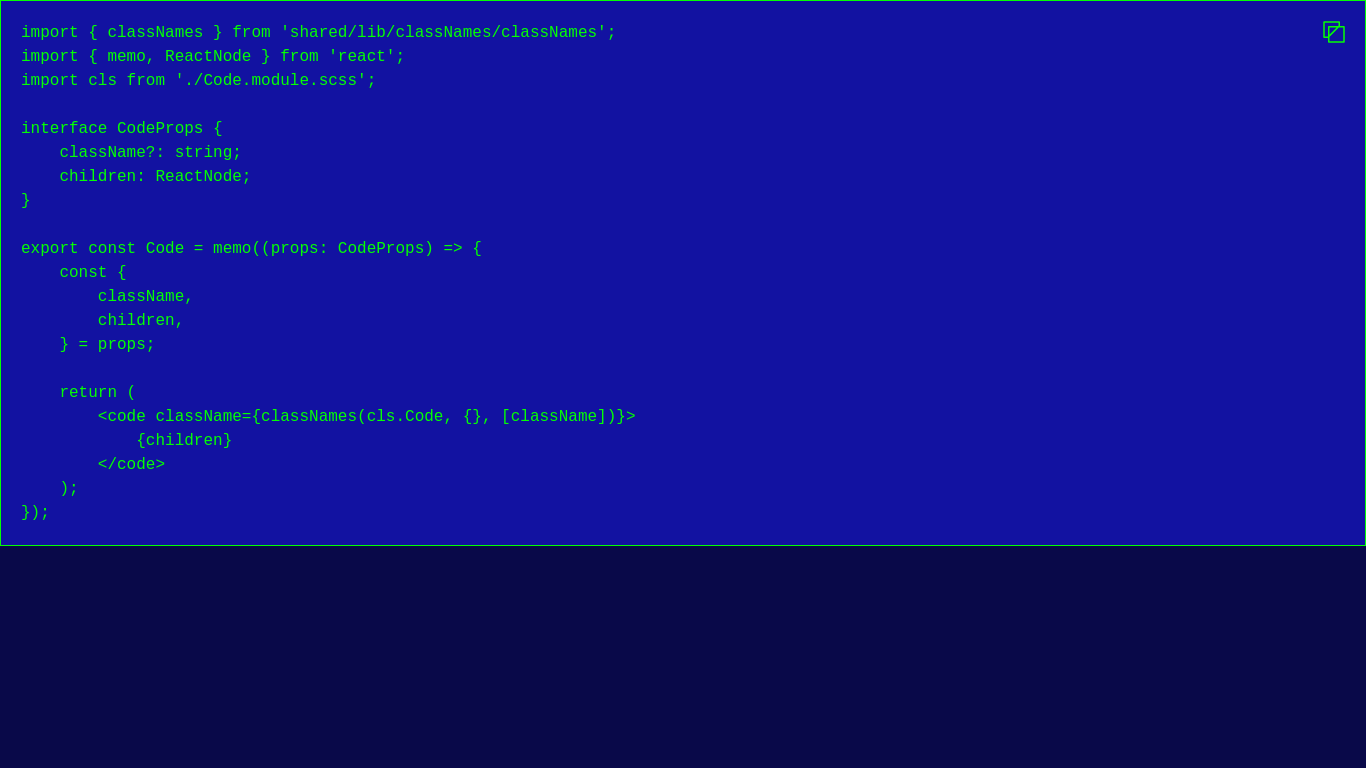 import { classNames } from 'shared/lib/classNames/classNames';
import { memo, ReactNode } from 'react';
import cls from './Code.module.scss';

interface CodeProps {
    className?: string;
    children: ReactNode;
}

export const Code = memo((props: CodeProps) => {
    const {
        className,
        children,
    } = props;

    return (
        <code className={classNames(cls.Code, {}, [className])}>
            {children}
        </code>
    );
});